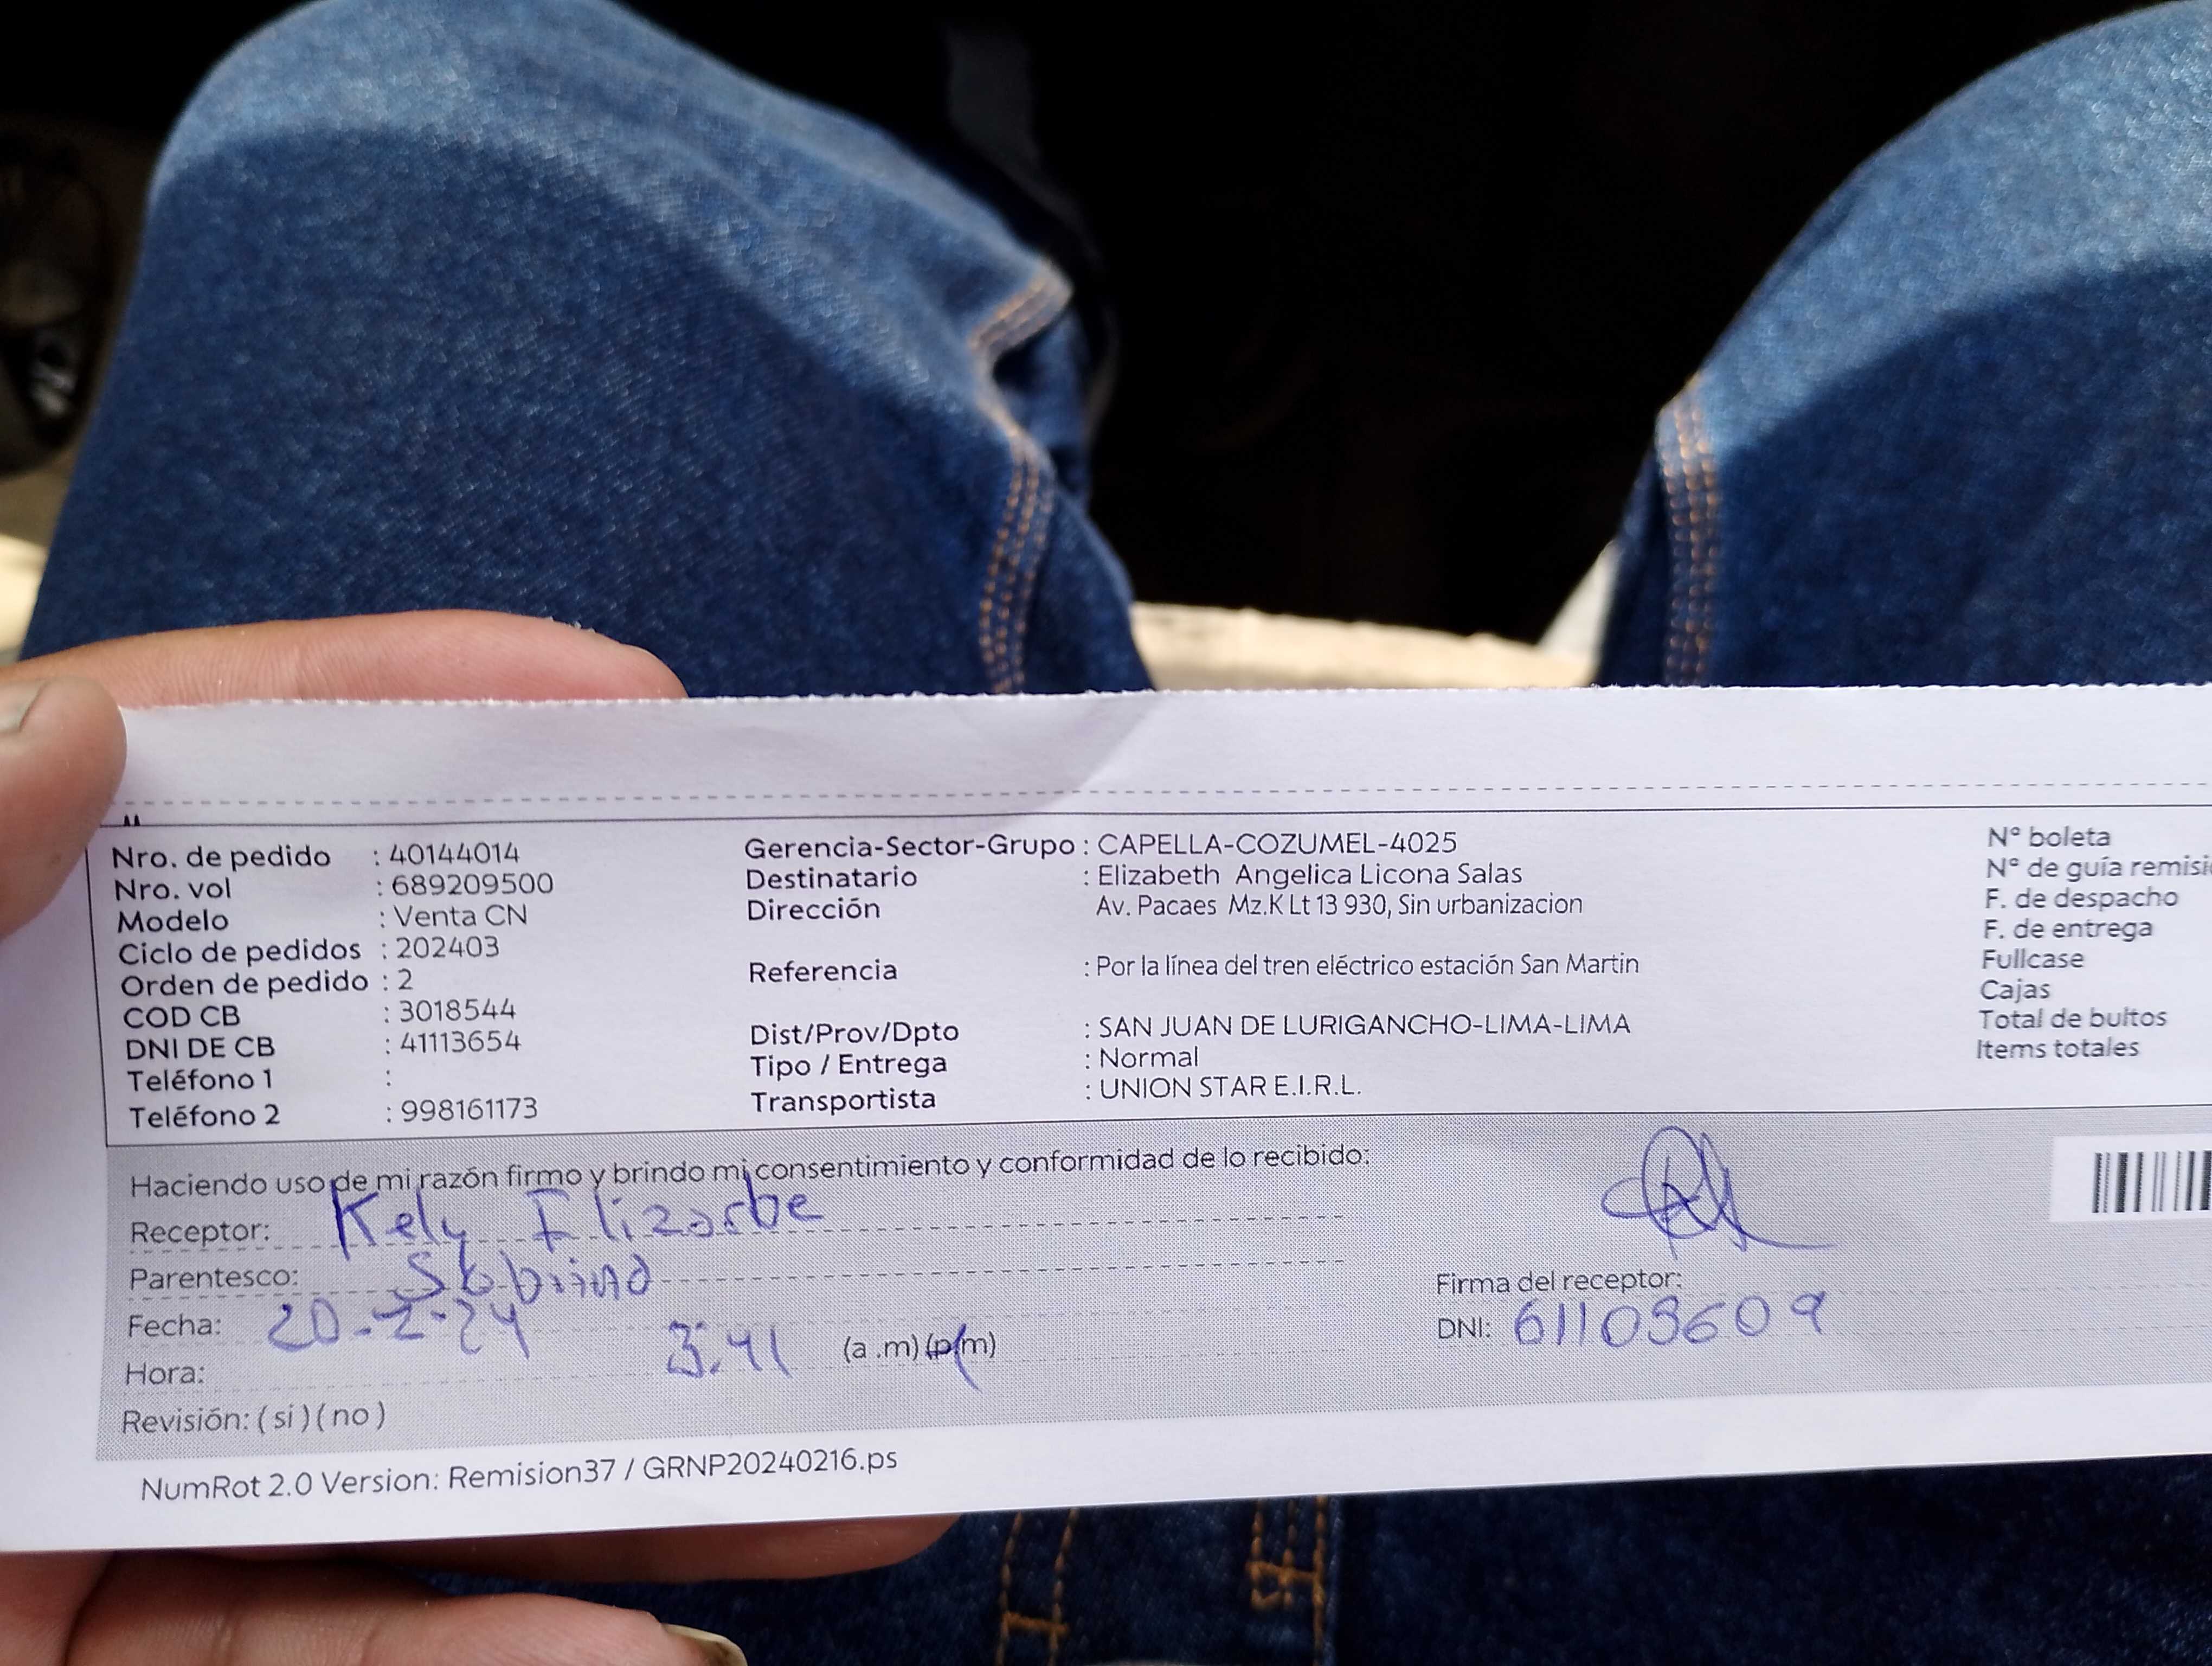 Nro. de pedido : 40144014
Nro. vol : 689209500
Modelo : Venta CN
Ciclo de pedidos : 202403
Orden de pedido : 2
COD CB : 3018544
DNI DE CB : 41113654
Teléfono 1 :
Teléfono 2 : 998161173
Gerencia-Sector-Grupo : CAPELLA-COZUMEL-4025
Destinatario : Elizabeth Angelica Licona Salas
Dirección Av. Pacaes Mz.K Lt 13 930, Sin urbanizacion
Referencia : Por la línea del tren eléctrico estación San Martin
Dist/Prov/Dpto : SAN JUAN DE LURIGANCHO-LIMA-LIMA
Tipo / Entrega : Normal
Transportista : UNION STAR E.I.R.L.
N° boleta
N° de guía remisi
F. de despacho
F. de entrega
Fullcase
Cajas
Total de bultos
Items totales
Haciendo uso de mi razón firmo y brindo mi consentimiento y conformidad de lo recibido:
Receptor: Kely Elizarbe
Parentesco: Sobrina
Fecha: 20-2-24
Hora: 3:41 (a .m) (p.m)
Revisión: ( si ) ( no )
Firma del receptor:
DNI: 61109609
NumRot 2.0 Version: Remision37 / GRNP20240216.ps